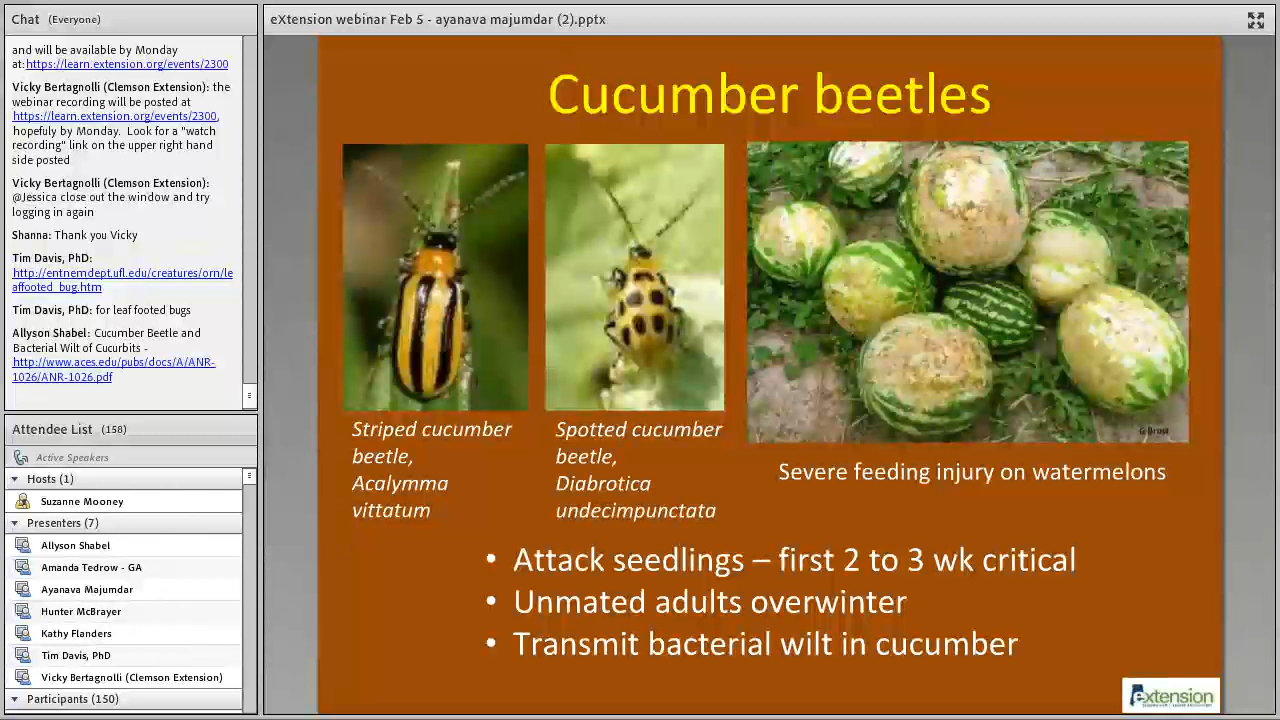 Chat (Everyone)
and will be available by Monday
at:https://learn.extension.org/events/2300
Vicky Bertagnolli (Clemson Extension): the
webinar recording will be posted at
https://learn.extension.org/events/2300,
hopefully by Monday. Look for a "watch
recording" link on the upper right hand
side posted
Vicky Bertagnolli (Clemson Extension):
@Jessica close out the window and try
logging in again
Shanna: Thank you Vicky
Tim Davis, PhD:
http://entnemdept.ufl.edu/creatures/orn/le
affooted_bug.htm
Tim Davis, PhD: for leaf footed bugs
Allyson Shabel: Cucumber Beetle and
Bacterial Wilt of Cucurbits -
http://www.aces.edu/pubs/docs/A/ANR-
1026/ANR-1026.pdf
Attendee List (158)
Active Speakers
Hosts (1)
Suzanne Mooney
Presenters (7)
Allyson Shabel
Amanda Tedrow - GA
Ayanava Majumdar
Hunter McBrayer
Kathy Flanders
Tim Davis, PhD
Vicky Bertagnolli (Clemson Extension)
Participants (150)
eXtension webinar Feb 5 - ayanava majumdar (2).pptx
Cucumber beetles
G Brust
Striped cucumber
beetle,
Acalymma
vittatum
Spotted cucumber
beetle,
Diabrotica
undecimpunctata
Severe feeding injury on watermelons
• Attack seedlings – first 2 to 3 wk critical
• Unmated adults overwinter
• Transmit bacterial wilt in cucumber
eXtension